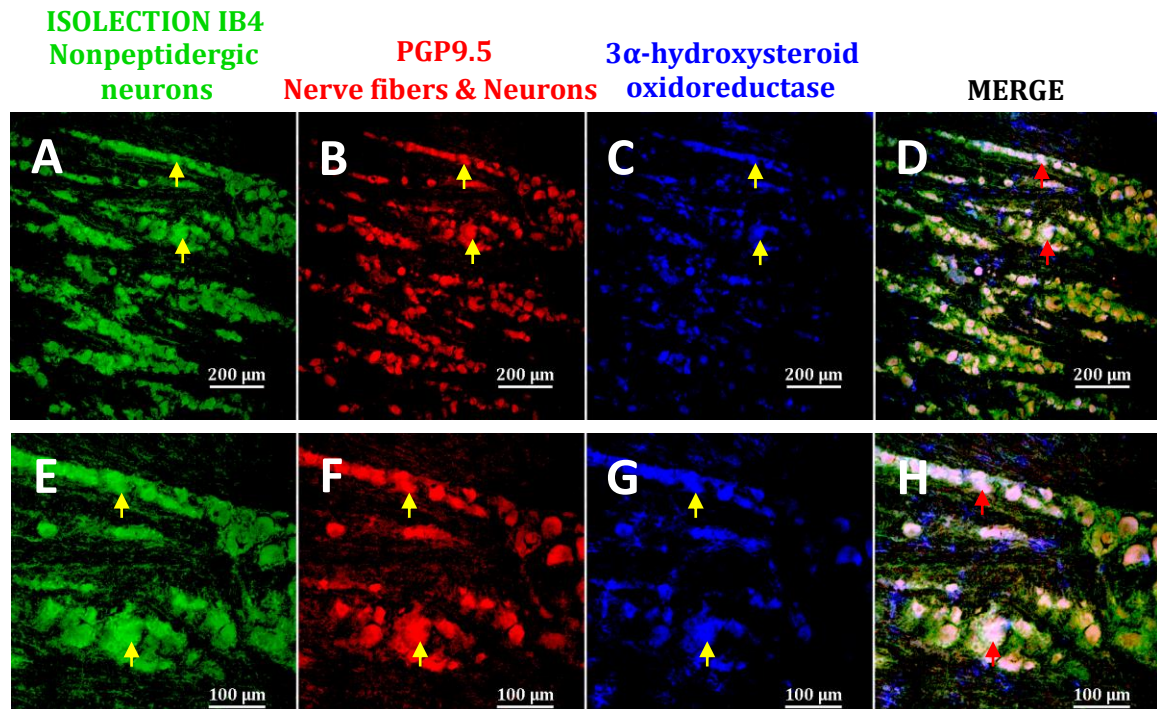 ISOLECTION IB4
Nonpeptidergic
neurons
PGP9.5
Nerve fibers & Neurons
3α-hydroxysteroid
oxidoreductase
MERGE
A
B
C
D
200 µm
200 µm
200 µm
200 µm
E
F
G
H
100 µm
100 µm
100 µm
100 µm